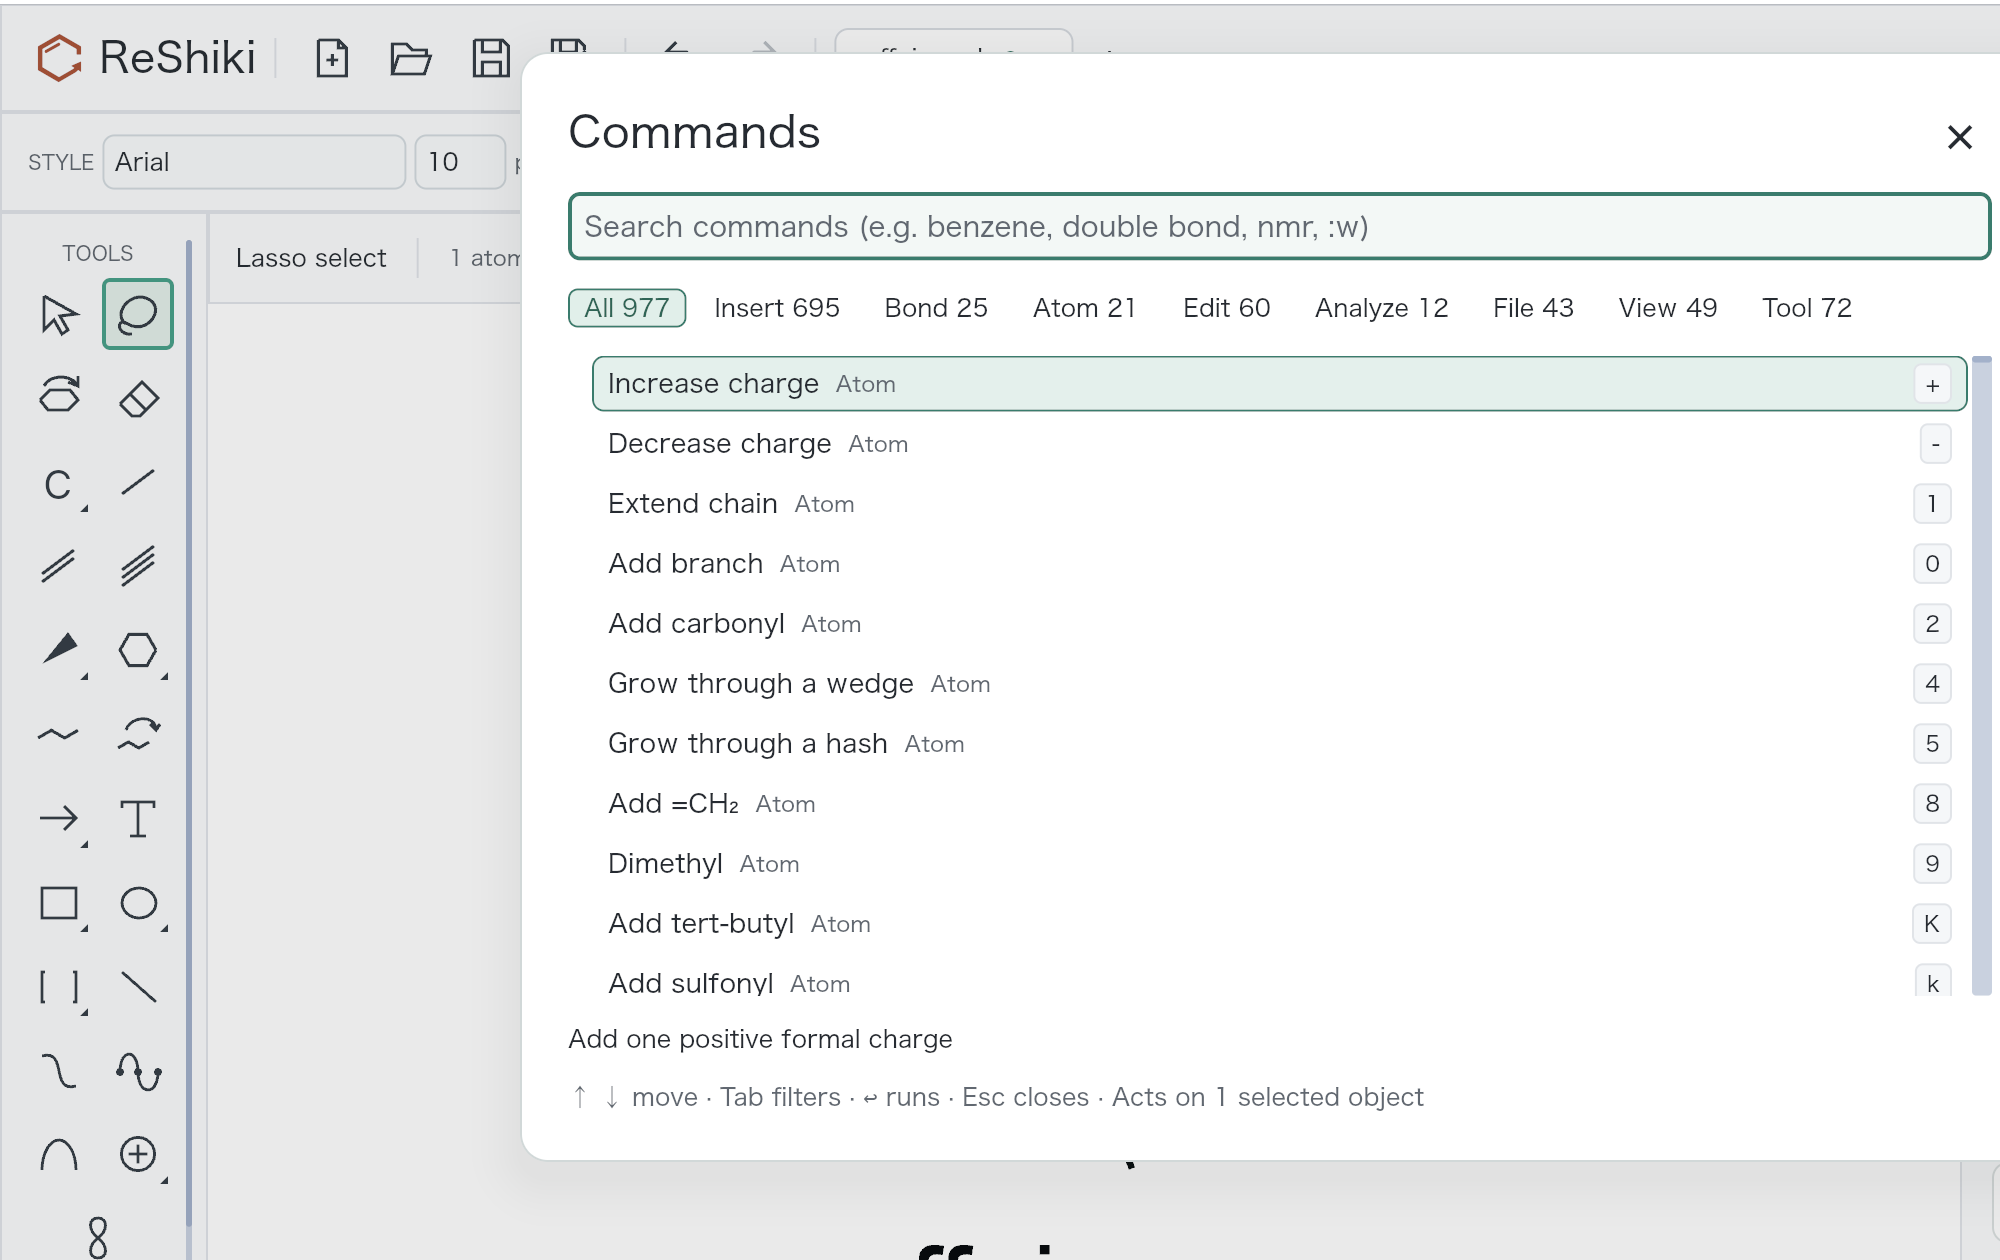 ReShiki
STYLE Arial 10
Commands
Search commands (e.g. benzene, double bond, nmr, :w)
TOOLS
Lasso select 1 atom
All 977 Insert 695 Bond 25 Atom 21 Edit 60 Analyze 12 File 43 View 49 Tool 72
Increase charge Atom +
Decrease charge Atom -
Extend chain Atom 1
Add branch Atom 0
Add carbonyl Atom 2
Grow through a wedge Atom 4
Grow through a hash Atom 5
Add =CH₂ Atom 8
Dimethyl Atom 9
Add tert-butyl Atom K
Add sulfonyl Atom k
C
T
Add one positive formal charge
↑ ↓ move · Tab filters · ↩ runs · Esc closes · Acts on 1 selected object